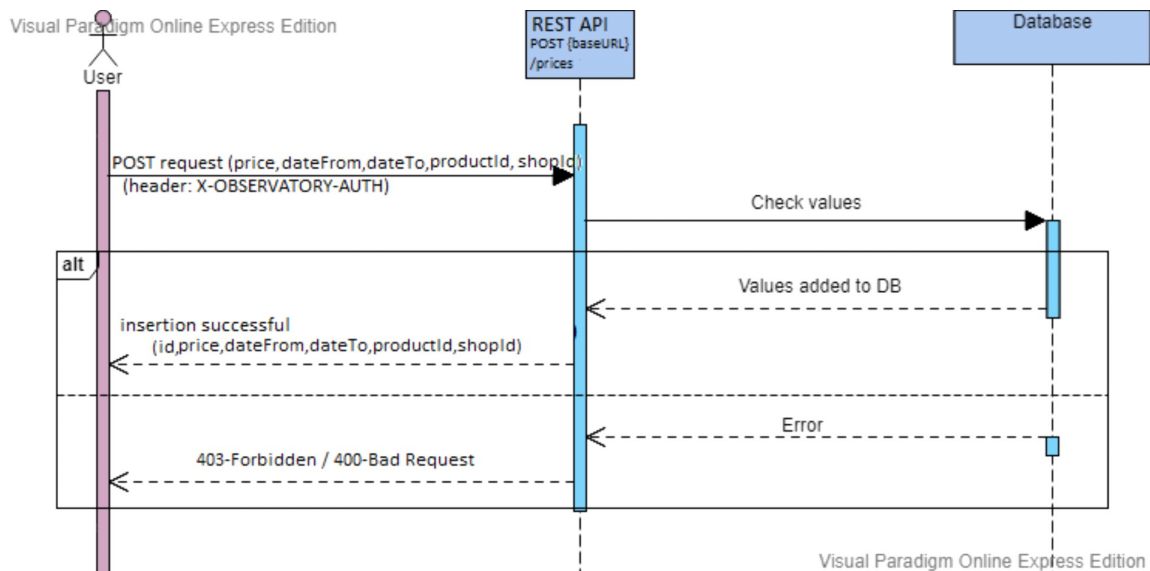 Visual Paradigm Online Express Edition
User
REST API
POST {baseURL}
/prices
Database
POST request (price,dateFrom,dateTo,productId, shopId)
(header: X-OBSERVATORY-AUTH)
Check values
alt
Values added to DB
insertion successful
(id,price,dateFrom,dateTo,productId,shopId)
Error
403-Forbidden / 400-Bad Request
Visual Paradigm Online Express Edition